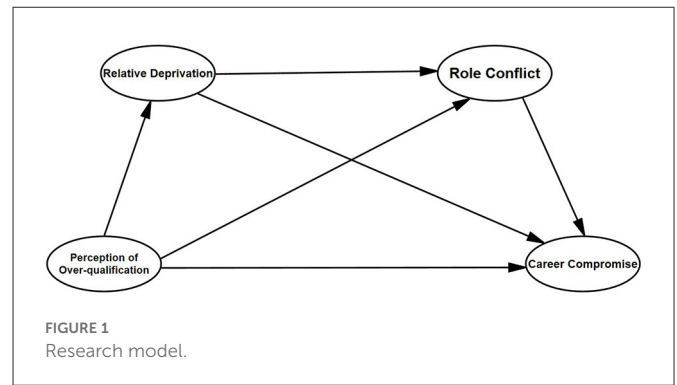 Relative Deprivation
Role Conflict
Perception of
Over-qualification
Career Compromise
FIGURE 1
Research model.